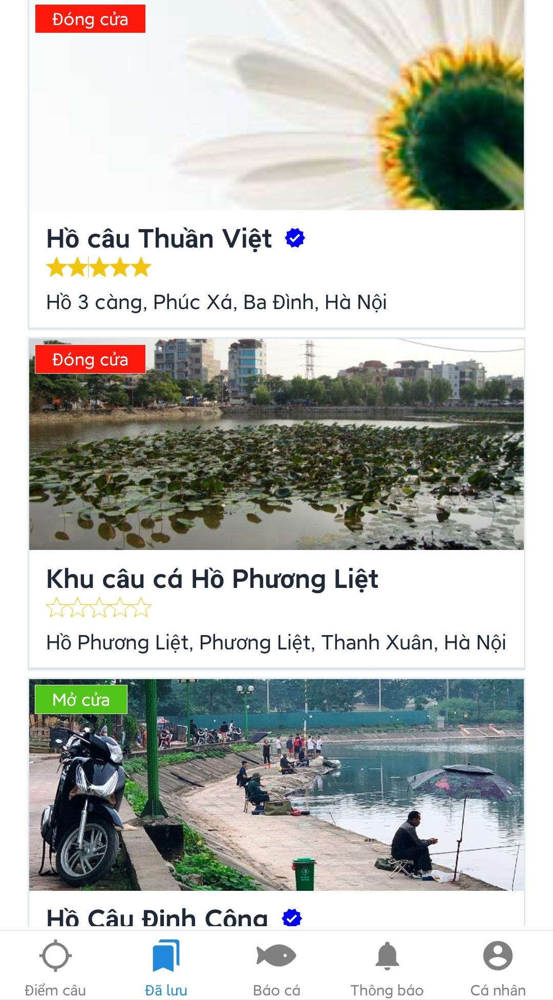 Đóng cửa
Hồ câu Thuần Việt
Hồ 3 càng, Phúc Xá, Ba Đình, Hà Nội
Đóng cửa
Khu câu cá Hồ Phương Liệt
Hồ Phương Liệt, Phương Liệt, Thanh Xuân, Hà Nội
Mở cửa
Hồ Câu Định Công
Điểm câu
Đã lưu
Báo cá
Thông báo
Cá nhân